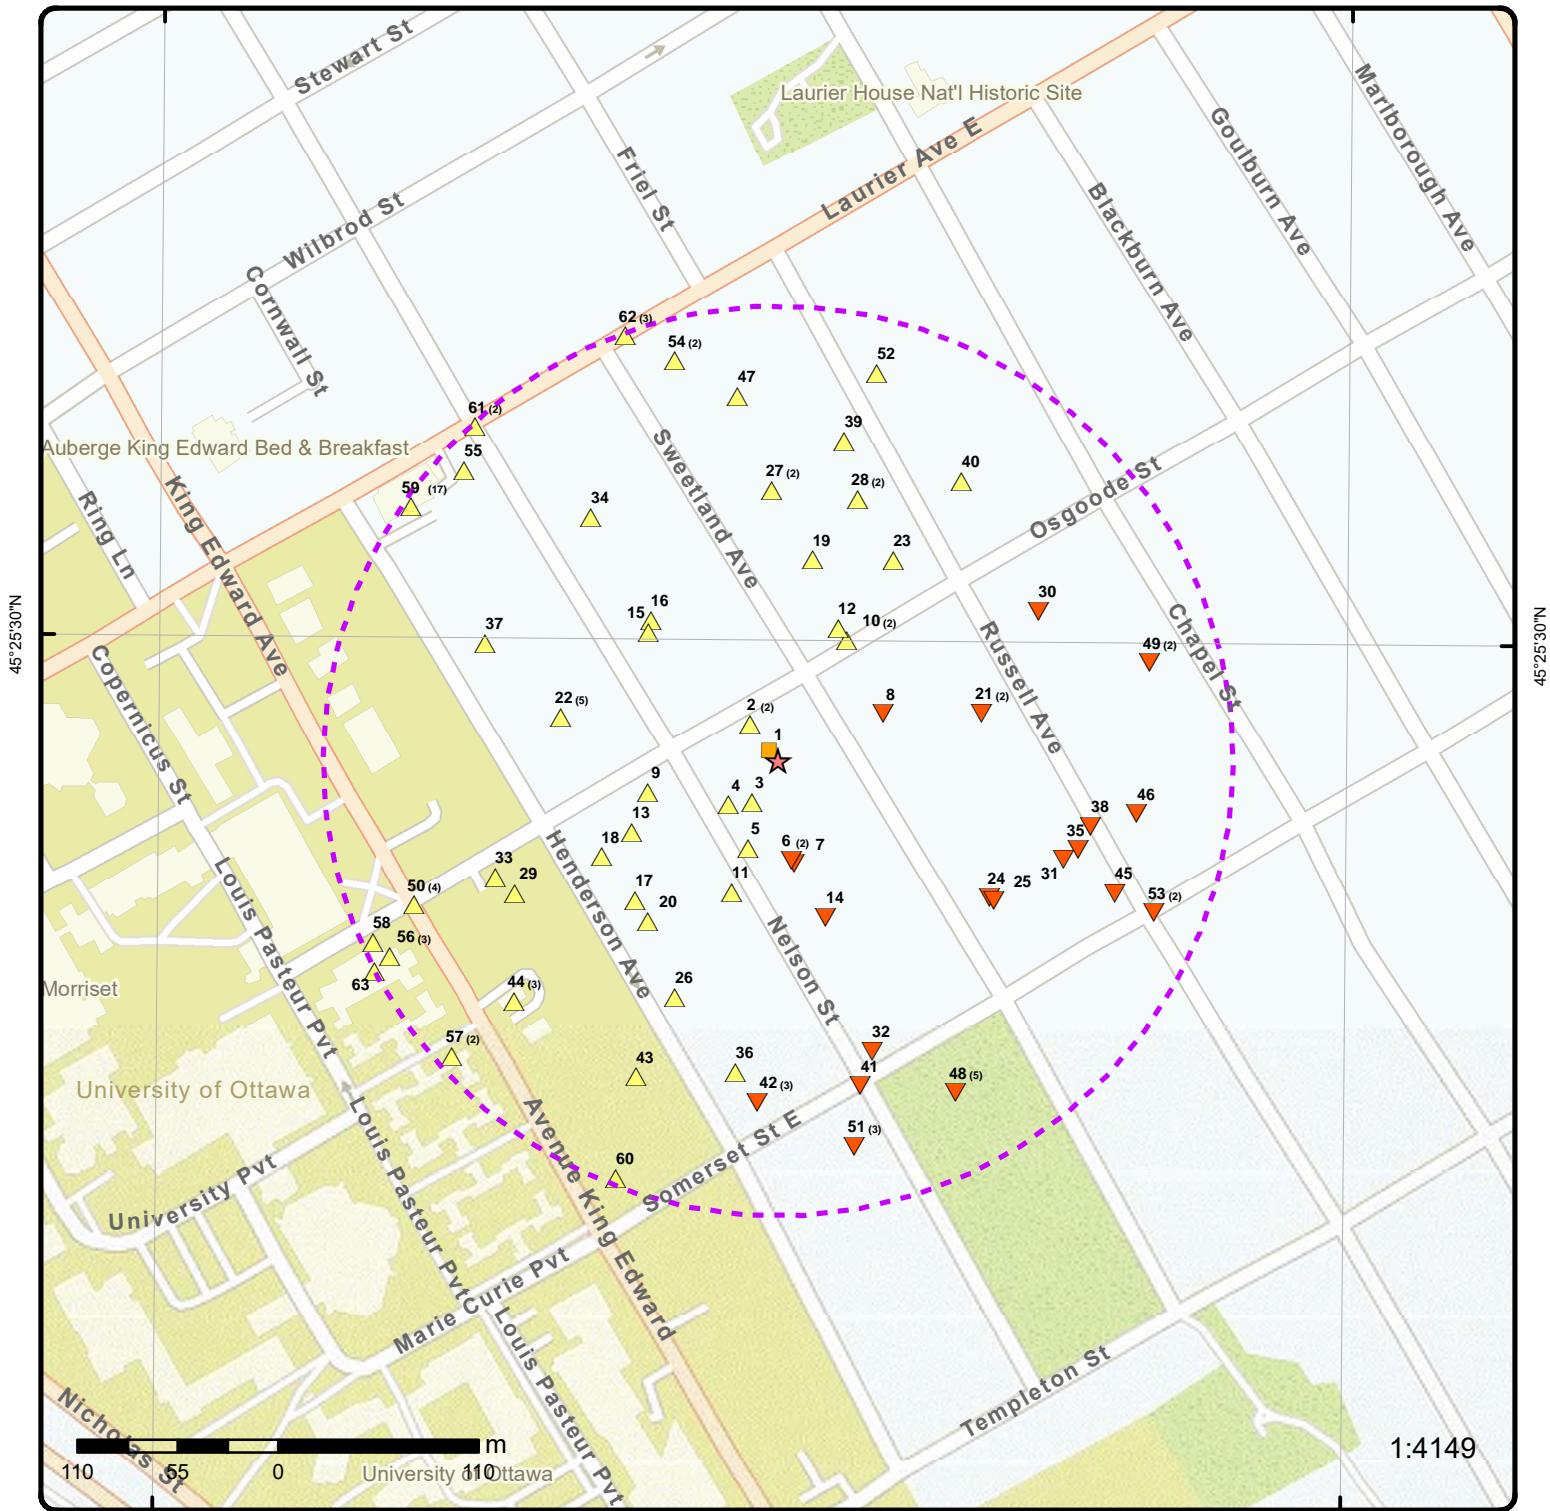 Stewart St
Laurier House Nat'l Historic Site
Marlborough Ave
Goulburn Ave
Laurier Ave E
Friel St
Blackburn Ave
Wilbrod St
Cornwall St
62 (3)
54 (2)
52
47
61 (2)
39
Auberge King Edward Bed & Breakfast
55
Sweetland Ave
27 (2)
28 (2)
40
Osgoode St
59 (17)
34
Ring Ln
King Edward Ave
19
23
30
45°25'30"N
45°25'30"N
16
15
12
10 (2)
37
Russell Ave
Chapel St
49 (2)
Copernicus St
22 (5)
2 (2)
8
21 (2)
1
9
4
3
46
38
13
35
18
5
6 (2)
7
31
Henderson Ave
33
29
11
24
25
45
50 (4)
17
20
14
53 (2)
Louis Pasteur Pvt
58
56 (3)
63
Nelson St
Morriset
44 (3)
26
57 (2)
32
University of Ottawa
43
36
41
42 (3)
48 (5)
Louis Pasteur Pvt
Avenue King Edward
51 (3)
60
Somerset St E
University Pvt
Marie Curie Pvt
Louis Pasteur Pvt
Templeton St
Nicholas St
m
1:4149
110 55 0 110
University of Ottawa